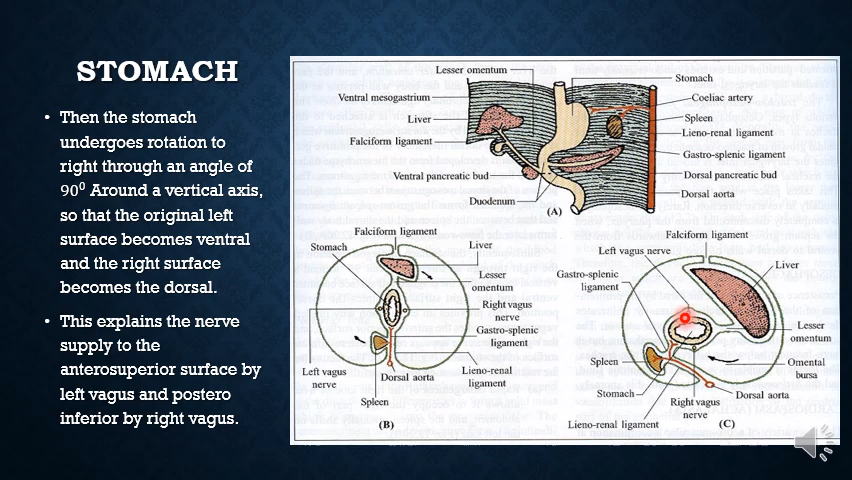 STOMACH
• Then the stomach
undergoes rotation to
right through an angle of
90⁰ Around a vertical axis,
so that the original left
surface becomes ventral
and the right surface
becomes the dorsal.
• This explains the nerve
supply to the
anterosuperior surface by
left vagus and postero
inferior by right vagus.
Lesser omentum
Stomach
Ventral mesogastrium
Coeliac artery
Liver
Spleen
Falciform ligament
Lieno-renal ligament
Gastro-splenic ligament
Ventral pancreatic bud
Dorsal pancreatic bud
Duodenum
Dorsal aorta
(A)
Falciform ligament
Stomach
Liver
Lesser
omentum
Right vagus
nerve
Gastro-splenic
ligament
Left vagus
nerve
Dorsal aorta
Lieno-renal
ligament
Spleen
(B)
Falciform ligament
Left vagus nerve
Gastro-splenic
ligament
Liver
Lesser
omentum
Spleen
Omental
bursa
Stomach
Right vagus
nerve
Dorsal aorta
Lieno-renal ligament
(C)